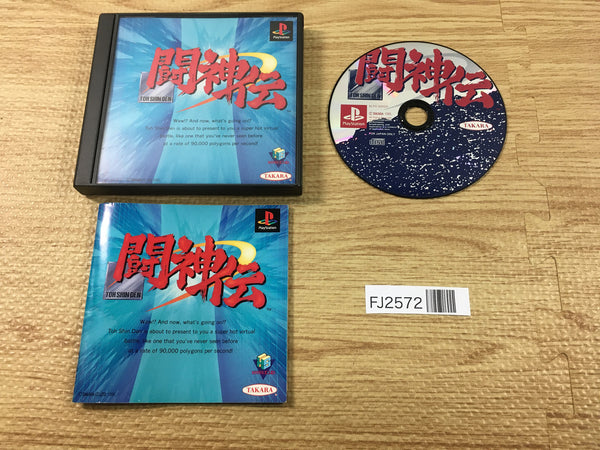 PlayStation
闘神伝
TOH SHIN DEN
Wow!? And now, what's going on!?
Toh Shin Den is about to present to you a super hot virtual
battle, like one that you've never seen before
at a rate of 90,000 polygons per second!
TAKARA
闘神伝
TOH SHIN DEN
PlayStation
TAKARA
PlayStation
闘神伝
TOH SHIN DEN
Wow!? And now, what's going on!?
Toh Shin Den is about to present to you a super hot virtual
battle, like one that you've never seen before
at a rate of 90,000 polygons per second!
TAKARA
FJ2572